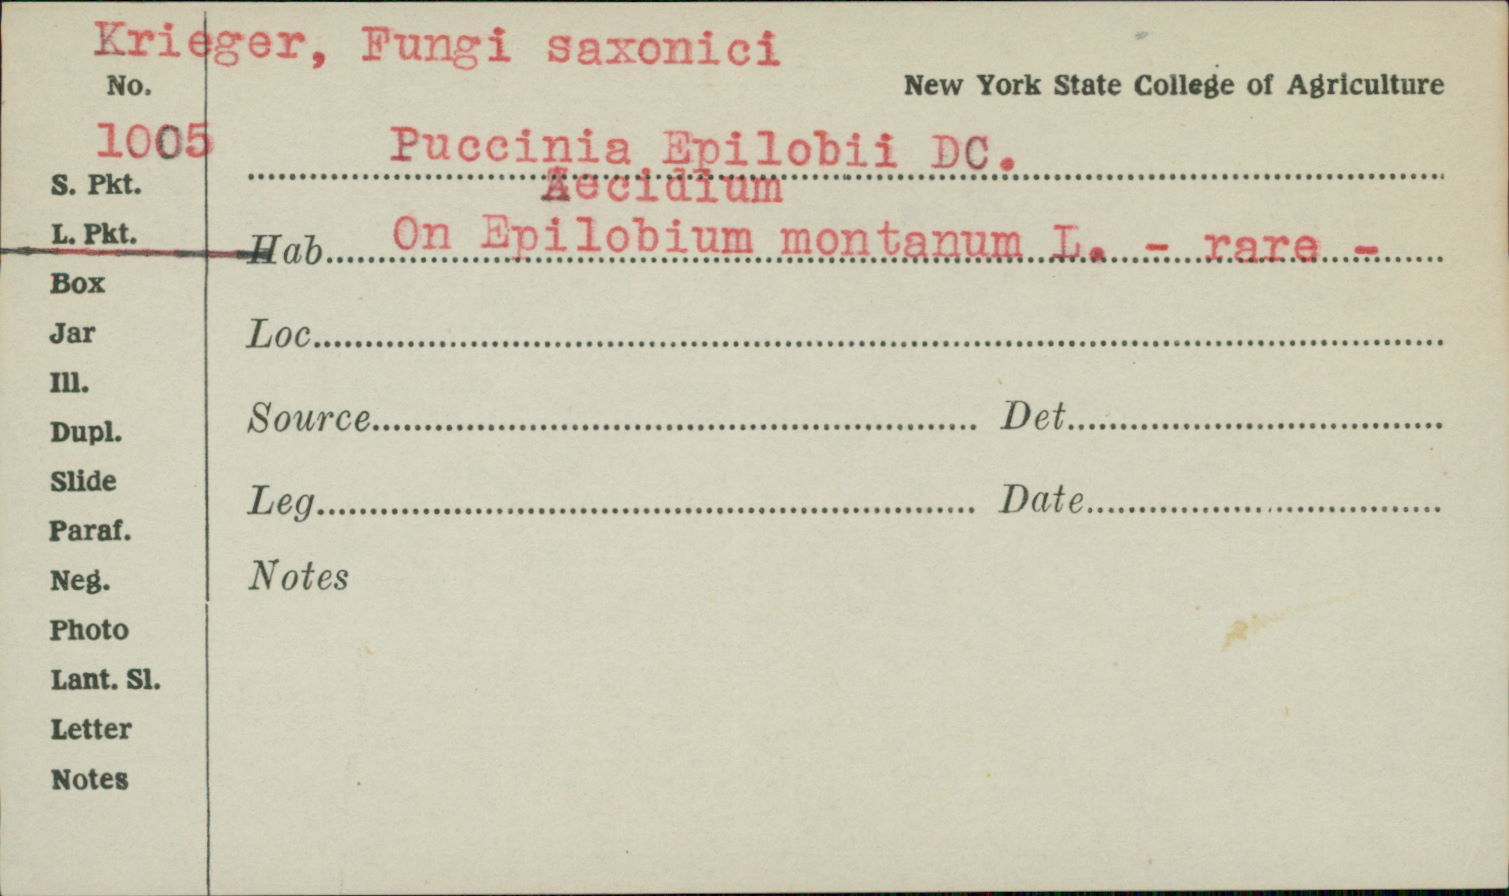 Krieger, Fungi saxonici
No.
New York State College of Agriculture
1005
Puccinia Epilobii DC.
S. Pkt.
Aecidium
L. Pkt.
Hab. On Epilobium montanum L. - rare -
Box
Jar
Loc.
Ill.
Dupl.
Source Det.
Slide
Leg. Date
Paraf.
Neg.
Notes
Photo
Lant. Sl.
Letter
Notes